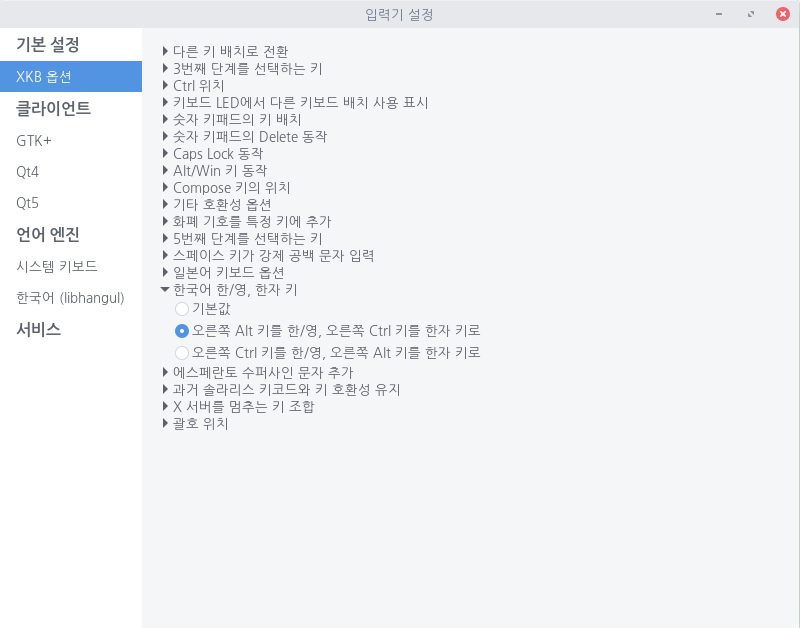 입력기 설정
기본 설정
XKB 옵션
클라이언트
GTK+
Qt4
Qt5
언어 엔진
시스템 키보드
한국어 (libhangul)
서비스
다른 키 배치로 전환
3번째 단계를 선택하는 키
Ctrl 위치
키보드 LED에서 다른 키보드 배치 사용 표시
숫자 키패드의 키 배치
숫자 키패드의 Delete 동작
Caps Lock 동작
Alt/Win 키 동작
Compose 키의 위치
기타 호환성 옵션
화폐 기호를 특정 키에 추가
5번째 단계를 선택하는 키
스페이스 키가 강제 공백 문자 입력
일본어 키보드 옵션
한국어 한/영, 한자 키
기본값
오른쪽 Alt 키를 한/영, 오른쪽 Ctrl 키를 한자 키로
오른쪽 Ctrl 키를 한/영, 오른쪽 Alt 키를 한자 키로
에스페란토 수퍼사인 문자 추가
과거 솔라리스 키코드와 키 호환성 유지
X 서버를 멈추는 키 조합
괄호 위치